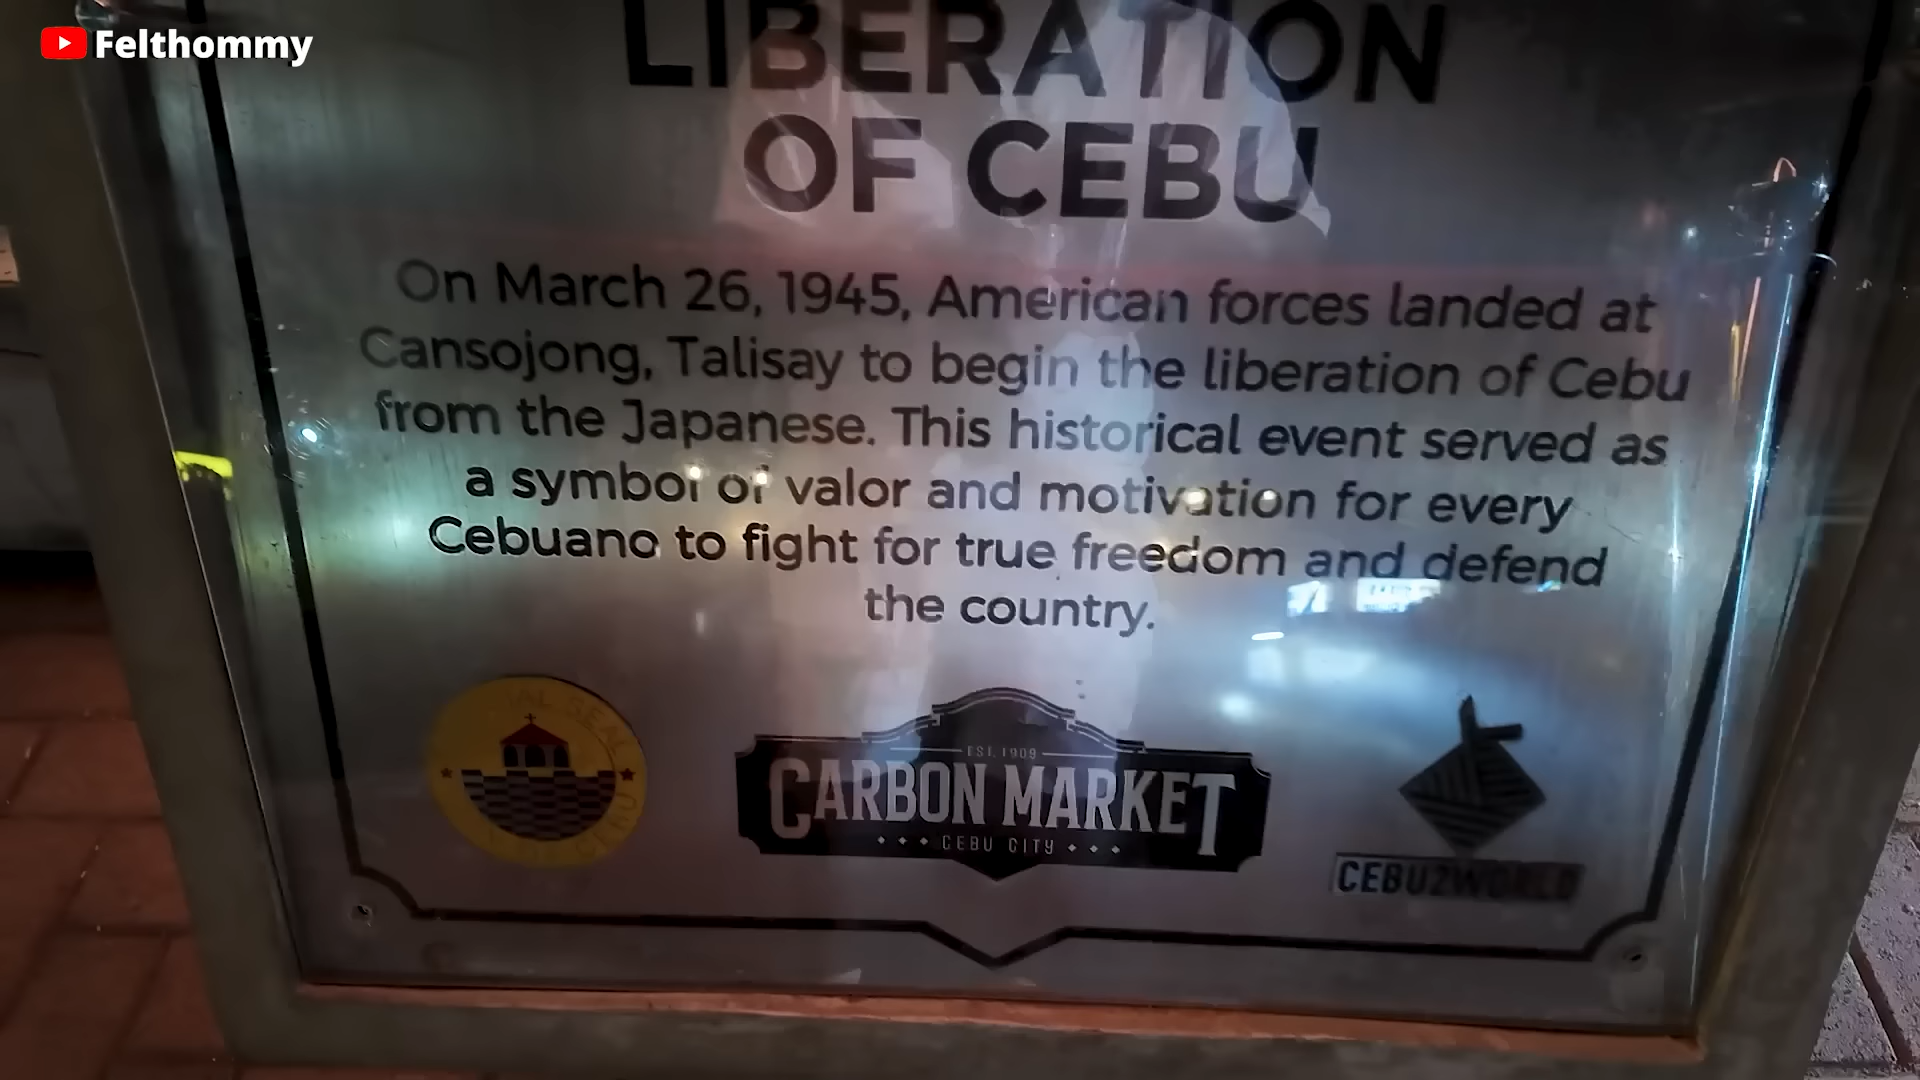 Felthommy
LIBERATION
OF CEBU
On March 26, 1945, American forces landed at
Cansojong, Talisay to begin the liberation of Cebu
from the Japanese. This historical event served as
a symbol of valor and motivation for every
Cebuano to fight for true freedom and defend
the country.
SEAL
CEBU
EST. 1909
CARBON MARKET
CEBU CITY
CEBU2WORLD